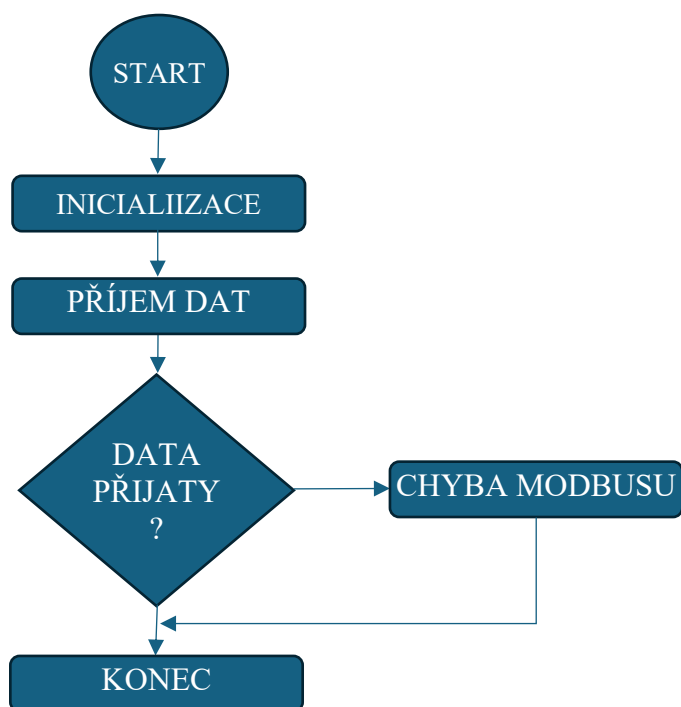 START
INICIALIIZACE
PŘÍJEM DAT
DATA
PŘIJATY
?
CHYBA MODBUSU
KONEC